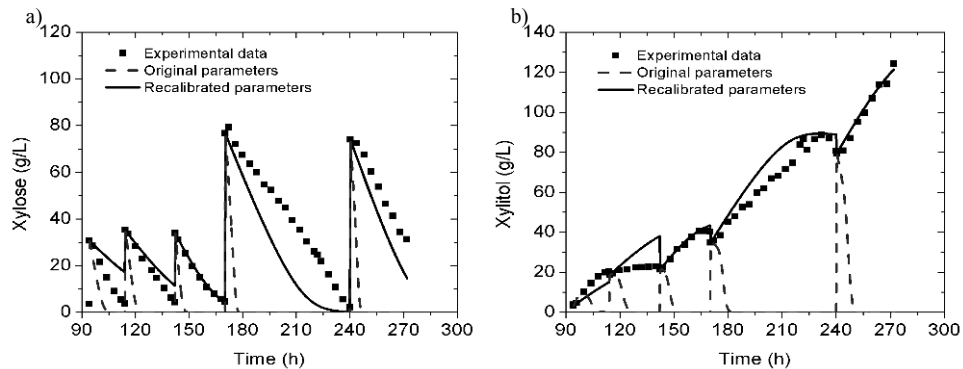 a)
120
100
80
60
40
20
0
Xylose (g/L)
Experimental data
Original parameters
Recalibrated parameters
90 120 150 180 210 240 270 300
Time (h)
b)
140
120
100
80
60
40
20
0
Xylitol (g/L)
Experimental data
Original parameters
Recalibrated parameters
90 120 150 180 210 240 270 300
Time (h)